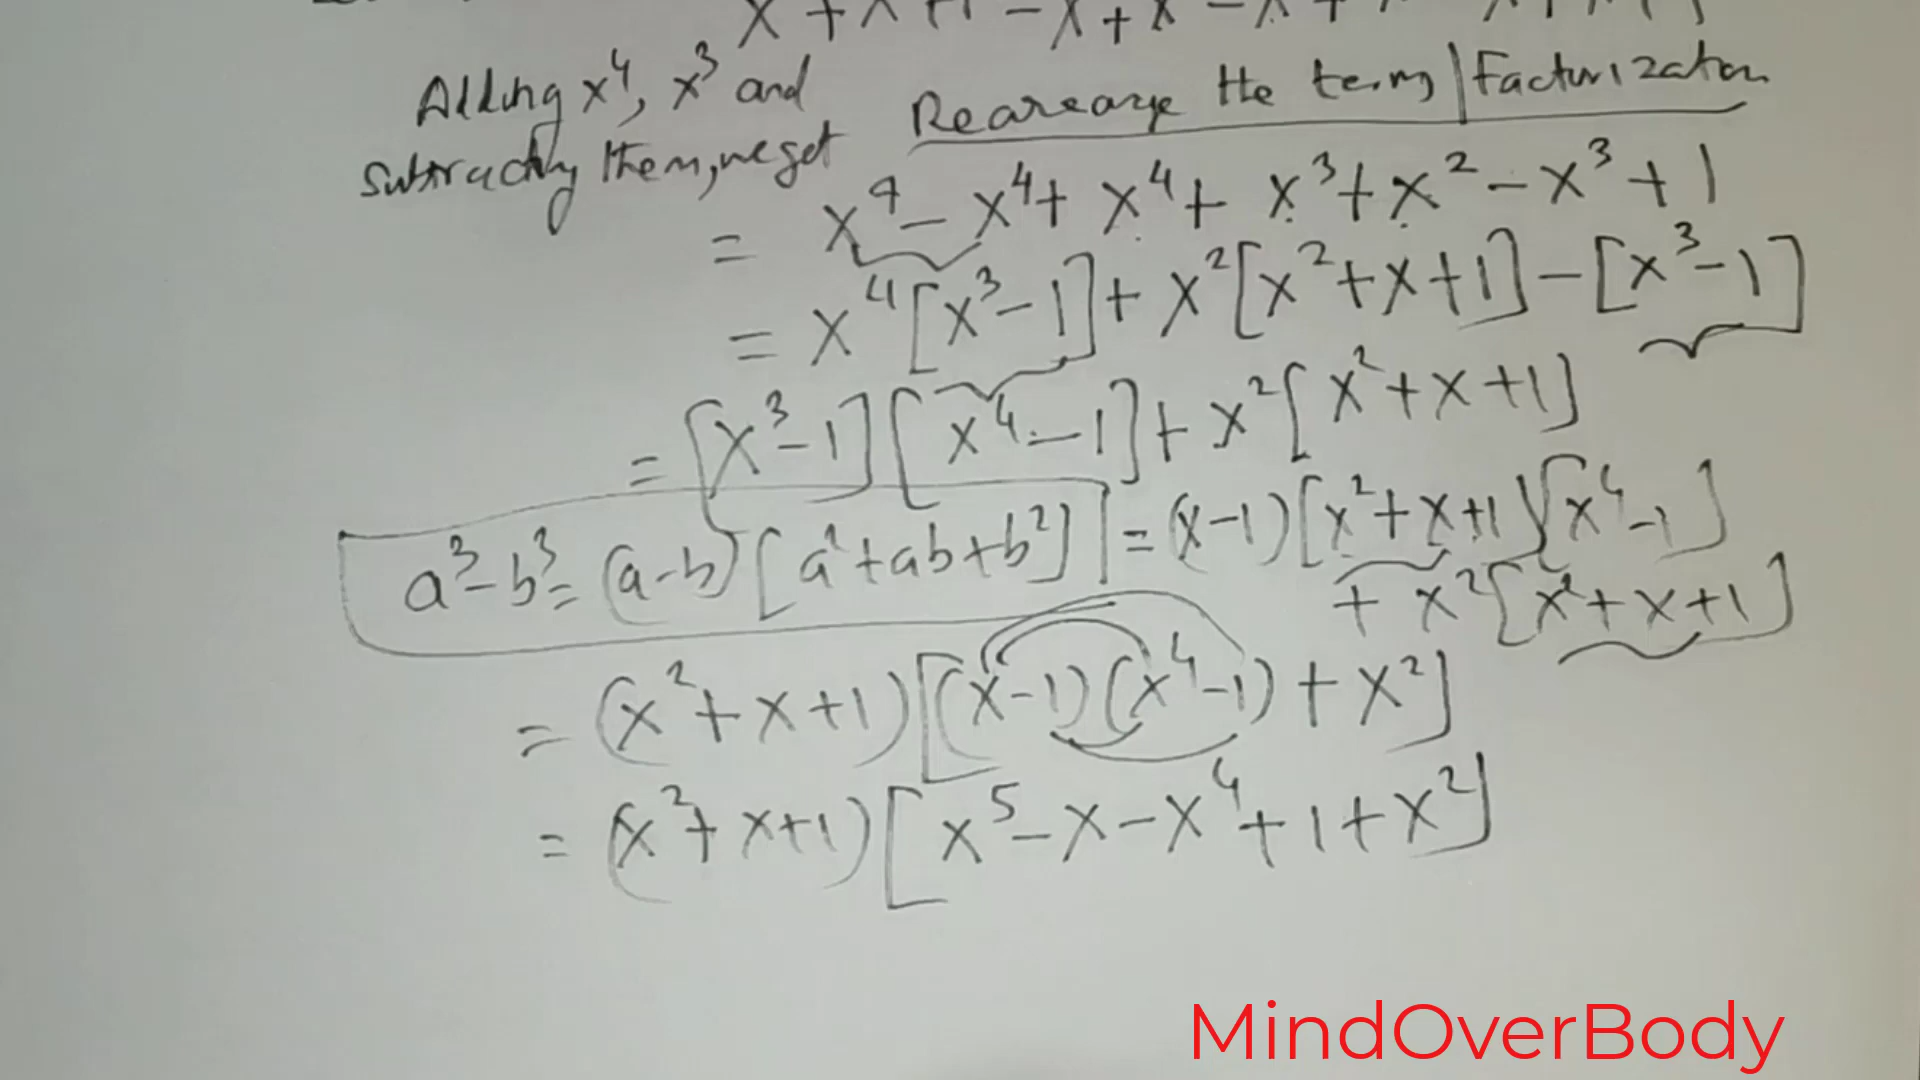 Adding x⁴, x³ and
subtracting them, we get
Rearearge the terms | Factorization
= x⁹ - x⁴ + x⁴ + x³ + x² - x³ + 1
= x⁴[x³-1] + x²[x²+x+1] - [x³-1]
= [x³-1][x⁴-1] + x²[x²+x+1]
a³-b³= (a-b)[a²+ab+b²]
= (x-1)[x²+x+1)[x⁴-1]
+ x²[x²+x+1]
= (x²+x+1)[(x-1)(x⁴-1) + x²]
= (x²+x+1)[x⁵-x-x⁴+1+x²]
MindOverBody